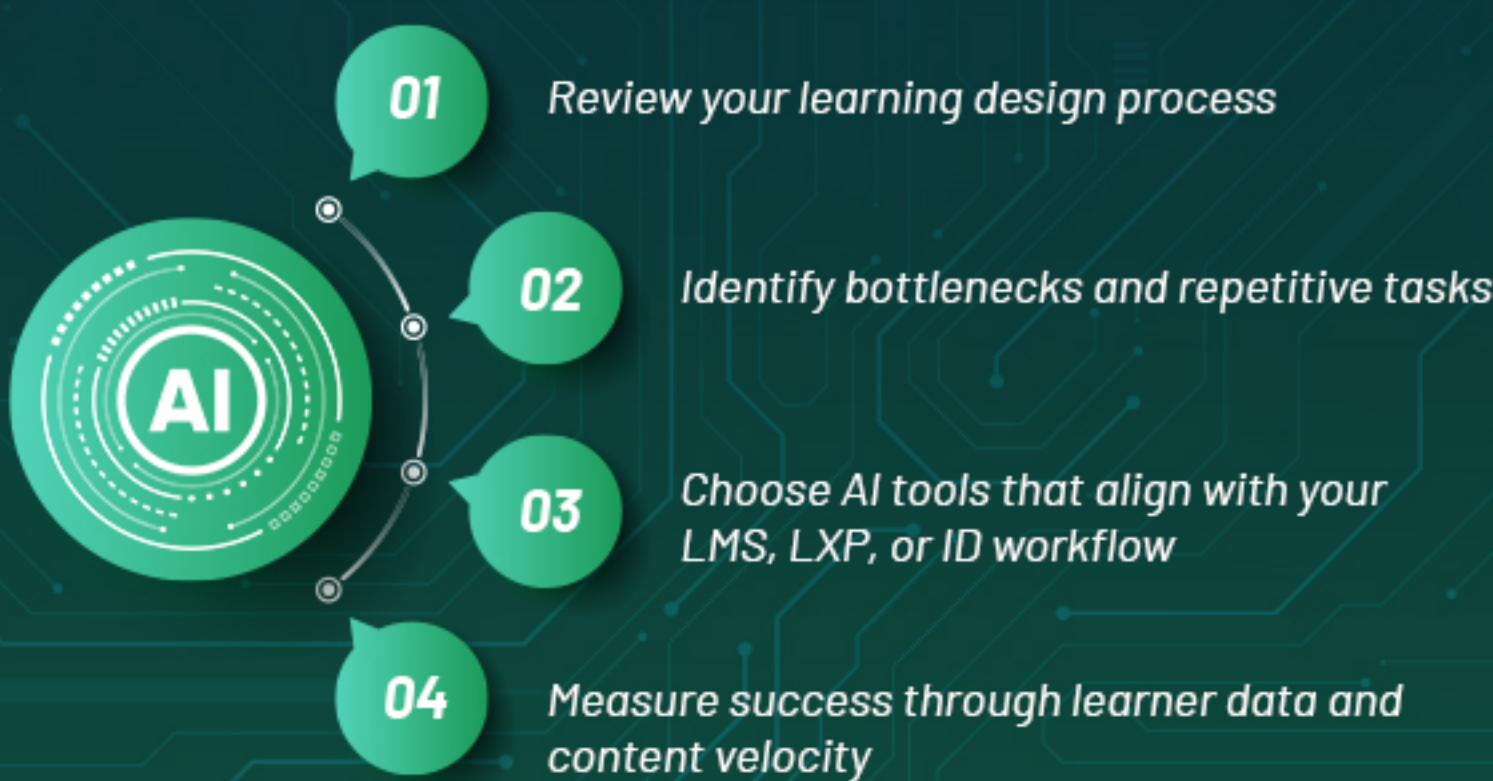 01
Review your learning design process
02
Identify bottlenecks and repetitive tasks
AI
03
Choose AI tools that align with your
LMS, LXP, or ID workflow
04
Measure success through learner data and
content velocity